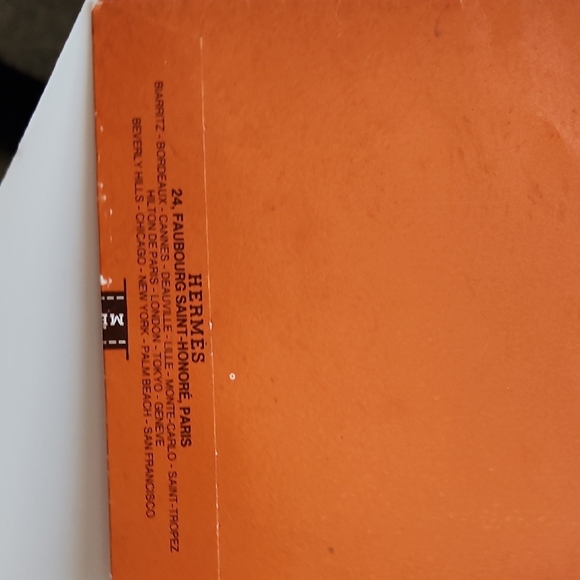 HERMES
24, FAUBOURG SAINT-HONORÉ, PARIS
BIARRITZ - BORDEAUX - CANNES - DEAUVILLE - LILLE - MONTE-CARLO - SAINT-TROPEZ
HILTON DE PARIS - LONDON - TOKYO - GENEVE
BEVERLY HILLS - CHICAGO - NEW YORK - PALM BEACH - SAN FRANCISCO